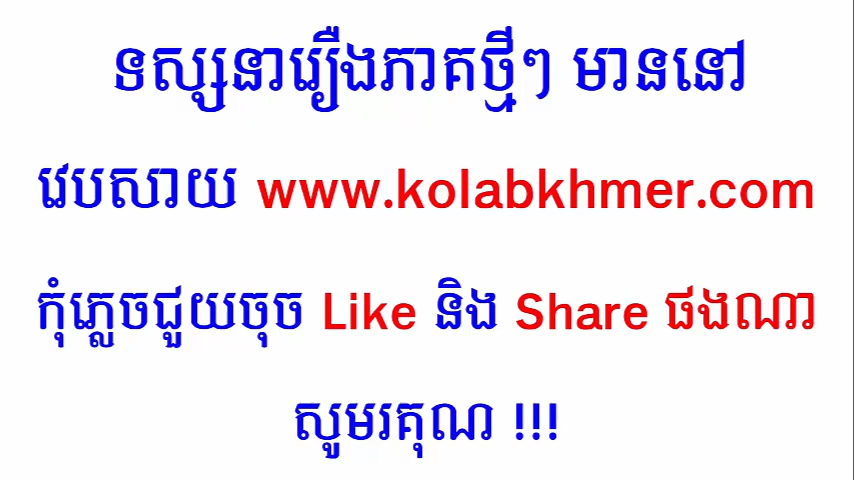 ទស្សនារឿងភាគថ្មីៗ មាននៅ
វេបសាយ www.kolabkhmer.com
កុំភ្លេចជួយចុច Like និង Share ផងណា
សូមរគុណ !!!